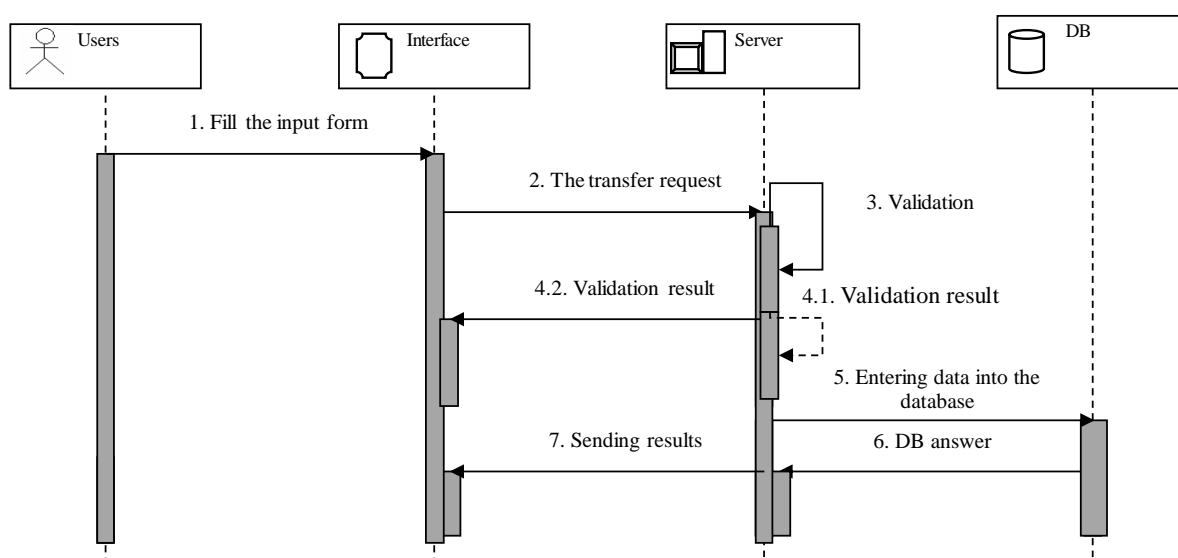 Users
Interface
Server
DB
1. Fill the input form
2. The transfer request
3. Validation
4.2. Validation result
4.1. Validation result
5. Entering data into the
database
7. Sending results
6. DB answer